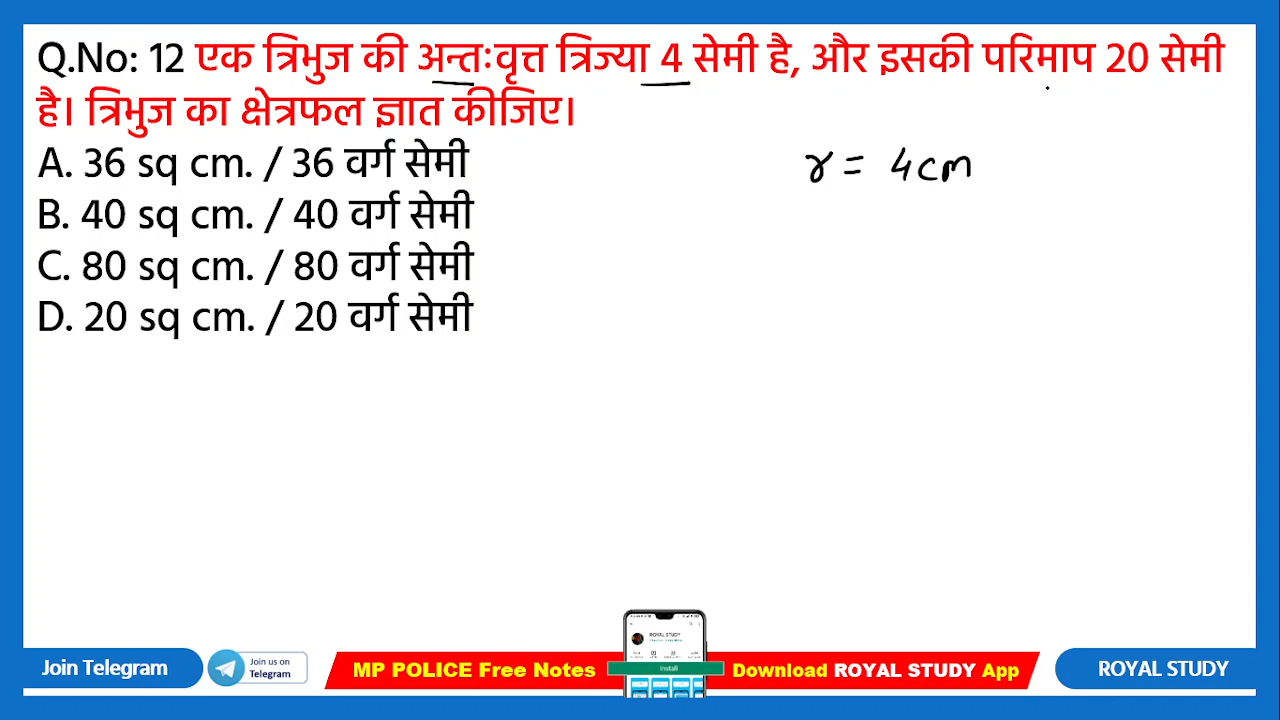 Q.No: 12 एक त्रिभुज की अन्तःवृत्त त्रिज्या 4 सेमी है, और इसकी परिमाप 20 सेमी
है। त्रिभुज का क्षेत्रफल ज्ञात कीजिए।
A. 36 sq cm. / 36 वर्ग सेमी
r = 4cm
B. 40 sq cm. / 40 वर्ग सेमी
C. 80 sq cm. / 80 वर्ग सेमी
D. 20 sq cm. / 20 वर्ग सेमी
Join Telegram
Join us on
Telegram
MP POLICE Free Notes
ROYAL STUDY
Install
Download ROYAL STUDY App
ROYAL STUDY